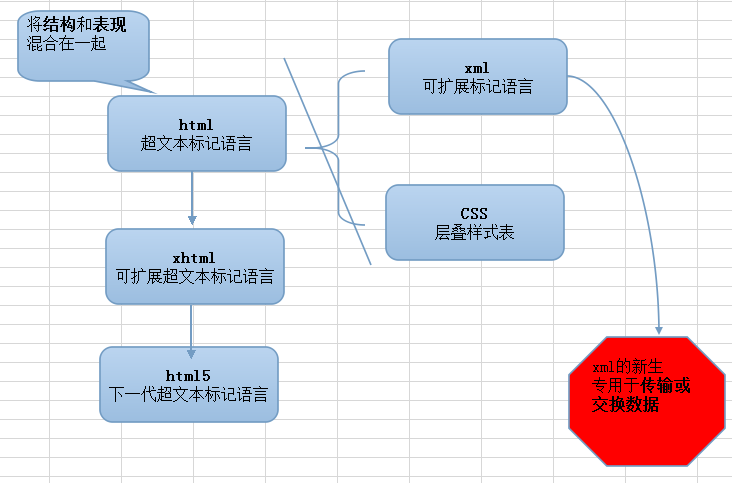 将结构和表现
混合在一起
html
超文本标记语言
xml
可扩展标记语言
CSS
层叠样式表
xhtml
可扩展超文本标记语言
html5
下一代超文本标记语言
xml的新生
专用于传输或
交换数据